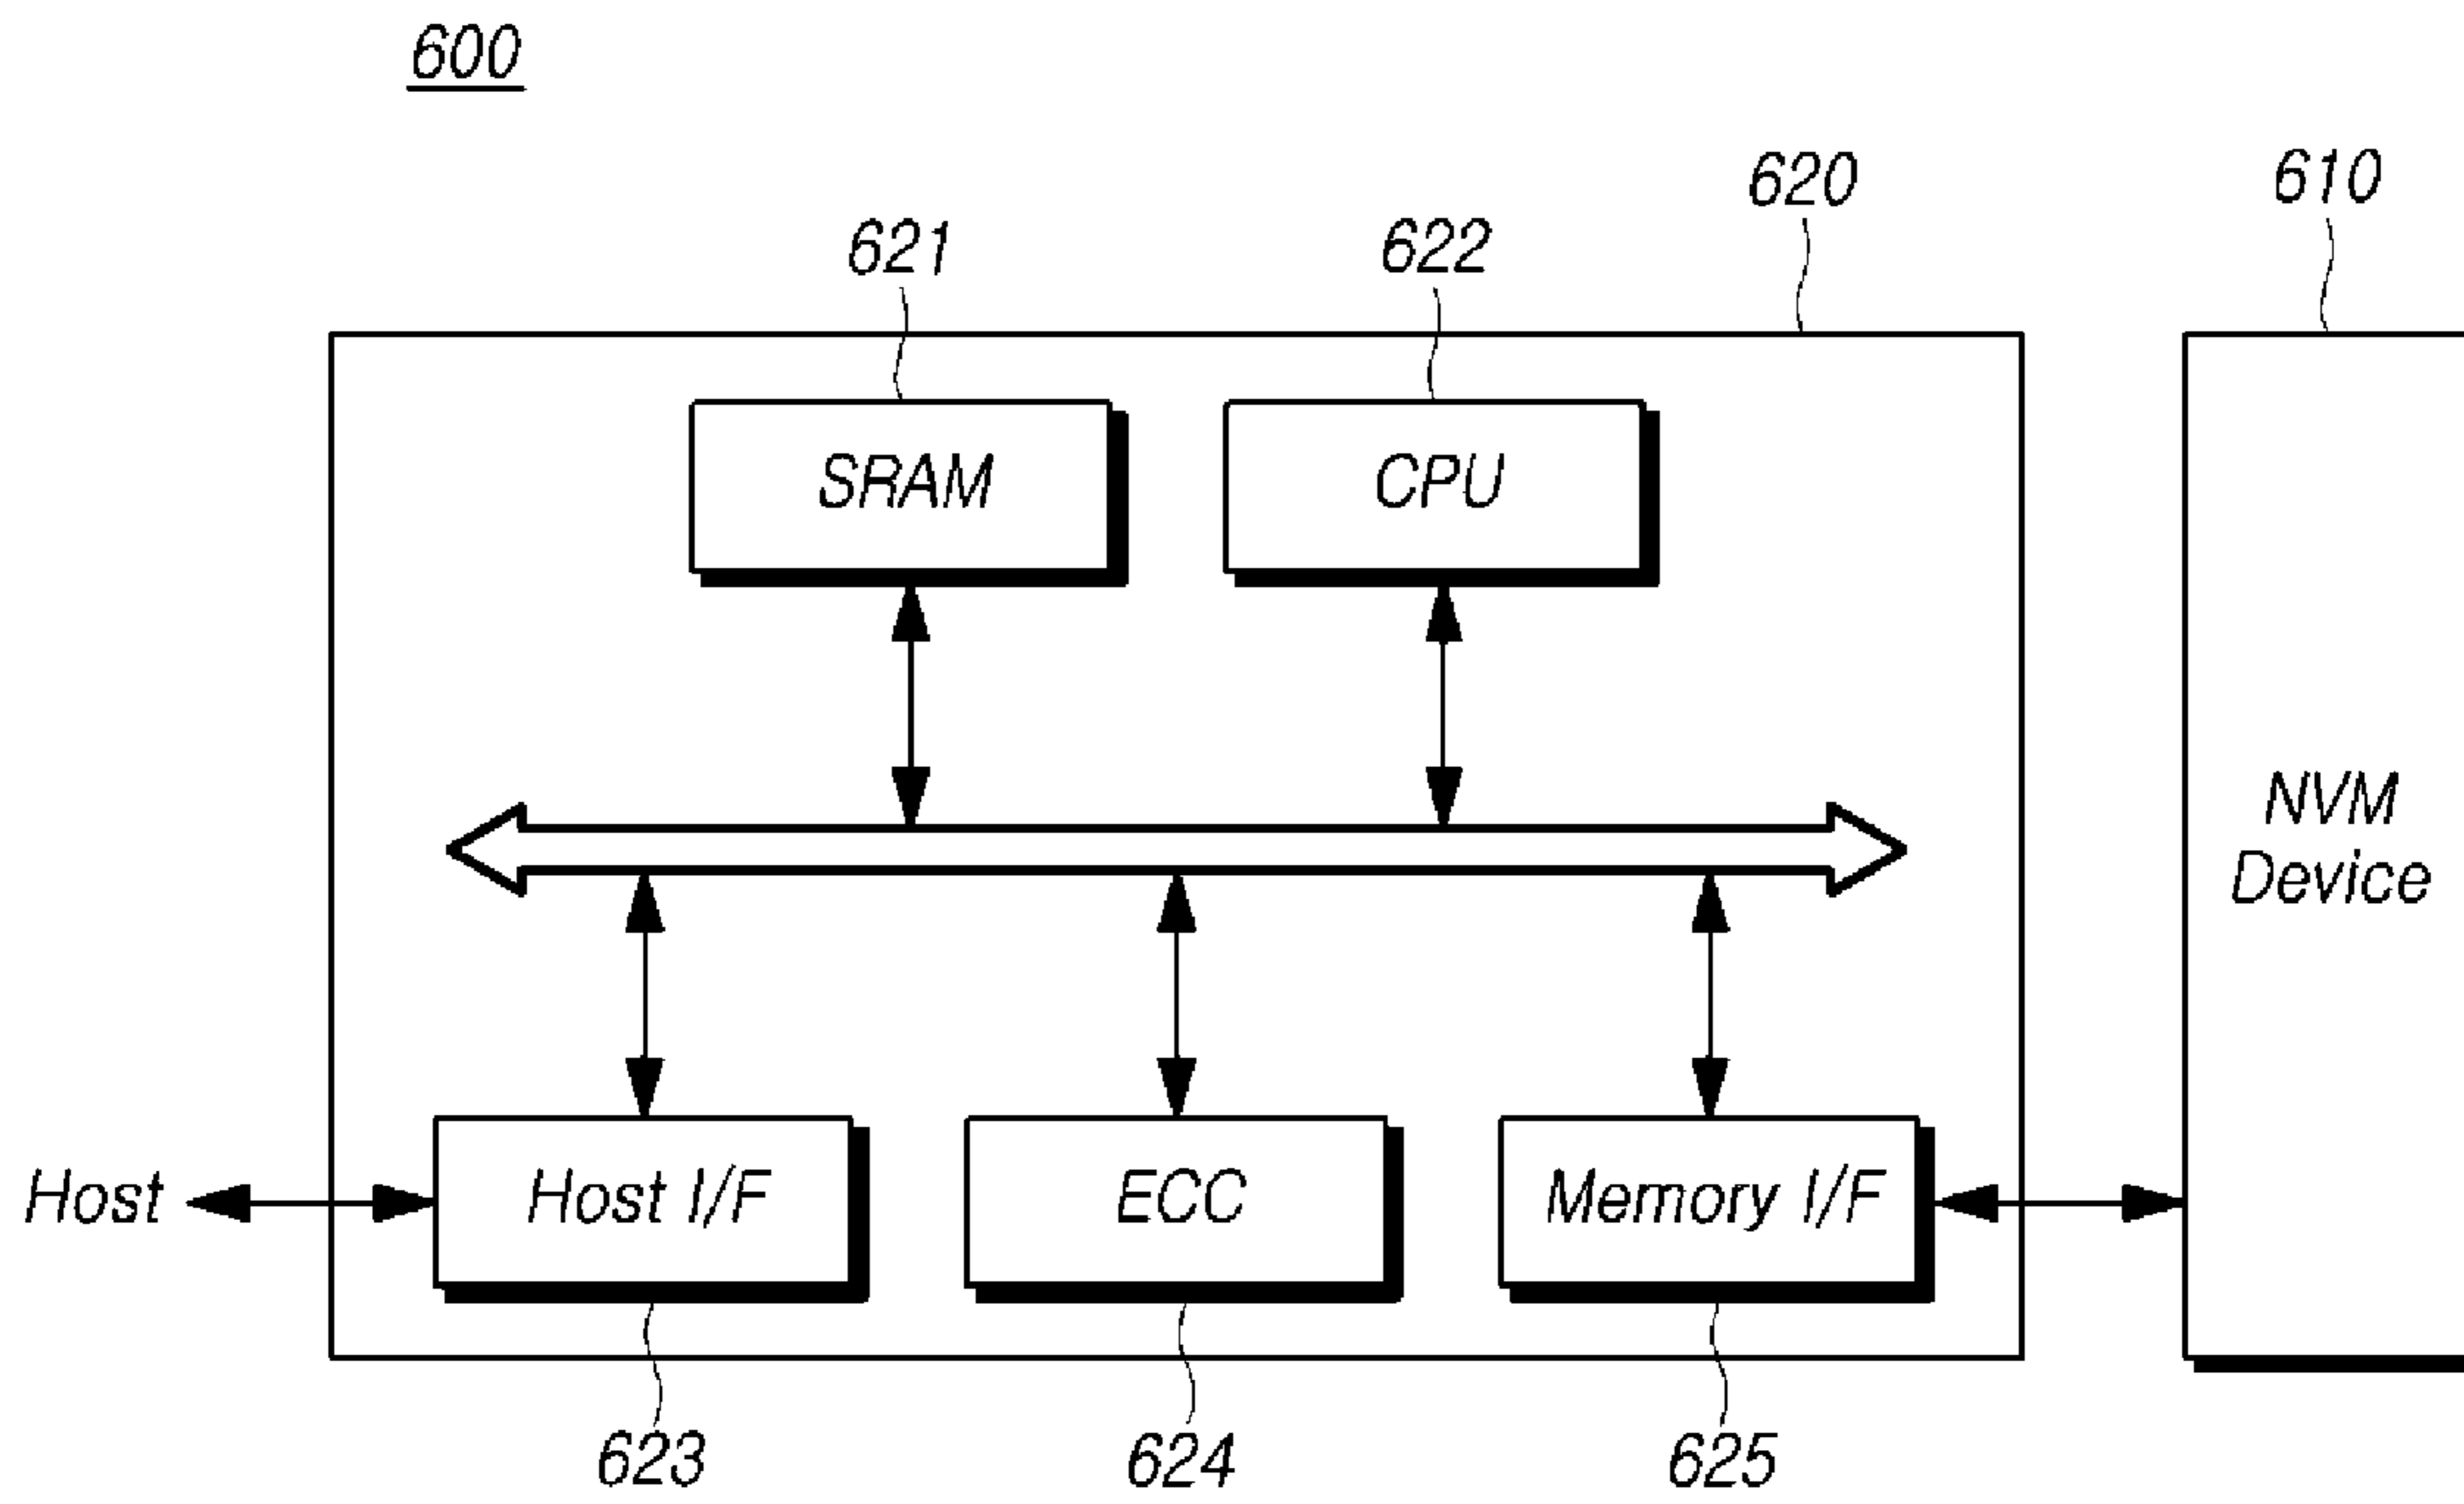 600
620
610
621
622
SRAM
CPU
NVM
Device
Host
Host I/F
ECC
Memory I/F
623
624
625